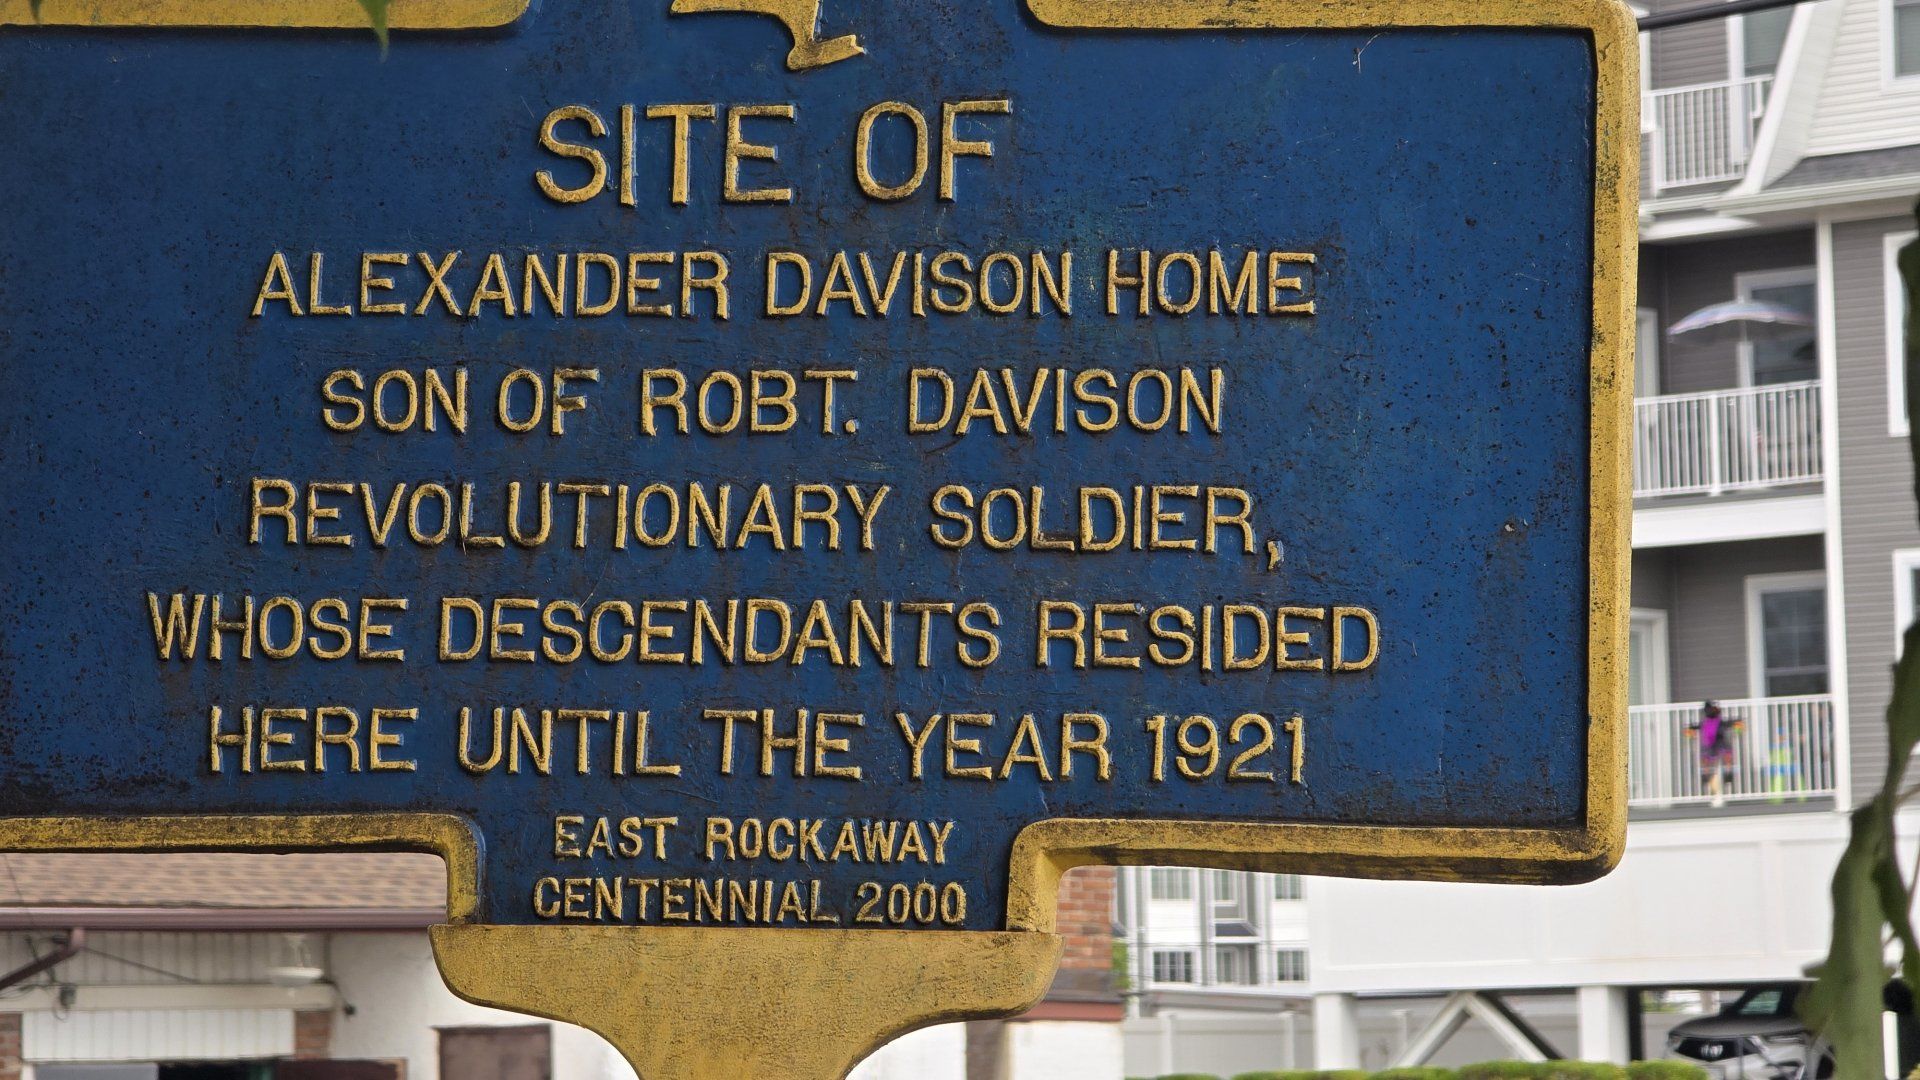 SITE OF
ALEXANDER DAVISON HOME
SON OF ROBT. DAVISON
REVOLUTIONARY SOLDIER,
WHOSE DESCENDANTS RESIDED
HERE UNTIL THE YEAR 1921
EAST ROCKAWAY
CENTENNIAL 2000